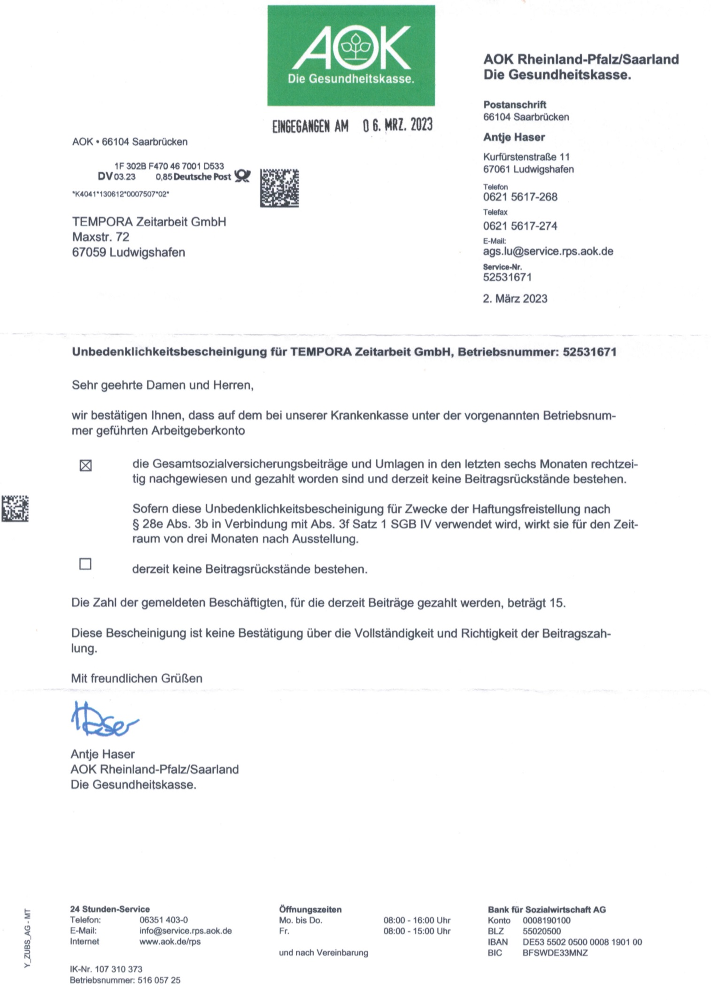 AOK
Die Gesundheitskasse.
AOK Rheinland-Pfalz/Saarland
Die Gesundheitskasse.
Postanschrift
66104 Saarbrücken
EINGEGANGEN AM 06. MRZ. 2023
Antje Haser
Kurfürstenstraße 11
67061 Ludwigshafen
Telefon
0621 5617-268
Telefax
0621 5617-274
E-Mail:
ags.lu@service.rps.aok.de
Service-Nr.
52531671
2. März 2023
AOK • 66104 Saarbrücken
1F 302B F470 46 7001 D533
DV 03.23 0,85 Deutsche Post
*K4041*130612*0007507*02*
TEMPORA Zeitarbeit GmbH
Maxstr. 72
67059 Ludwigshafen
Unbedenklichkeitsbescheinigung für TEMPORA Zeitarbeit GmbH, Betriebsnummer: 52531671
Sehr geehrte Damen und Herren,
wir bestätigen Ihnen, dass auf dem bei unserer Krankenkasse unter der vorgenannten Betriebsnum-
mer geführten Arbeitgeberkonto
☒ die Gesamtsozialversicherungsbeiträge und Umlagen in den letzten sechs Monaten rechtzei-
tig nachgewiesen und gezahlt worden sind und derzeit keine Beitragsrückstände bestehen.
Sofern diese Unbedenklichkeitsbescheinigung für Zwecke der Haftungsfreistellung nach
§ 28e Abs. 3b in Verbindung mit Abs. 3f Satz 1 SGB IV verwendet wird, wirkt sie für den Zeit-
raum von drei Monaten nach Ausstellung.
☐ derzeit keine Beitragsrückstände bestehen.
Die Zahl der gemeldeten Beschäftigten, für die derzeit Beiträge gezahlt werden, beträgt 15.
Diese Bescheinigung ist keine Bestätigung über die Vollständigkeit und Richtigkeit der Beitragszah-
lung.
Mit freundlichen Grüßen
Haser
Antje Haser
AOK Rheinland-Pfalz/Saarland
Die Gesundheitskasse.
Y_ZUBS_AG - MT
24 Stunden-Service
Telefon: 06351 403-0
E-Mail: info@service.rps.aok.de
Internet www.aok.de/rps
IK-Nr. 107 310 373
Betriebsnummer: 516 057 25
Öffnungszeiten
Mo. bis Do. 08:00 - 16:00 Uhr
Fr. 08:00 - 15:00 Uhr
und nach Vereinbarung
Bank für Sozialwirtschaft AG
Konto 0008190100
BLZ 55020500
IBAN DE53 5502 0500 0008 1901 00
BIC BFSWDE33MNZ